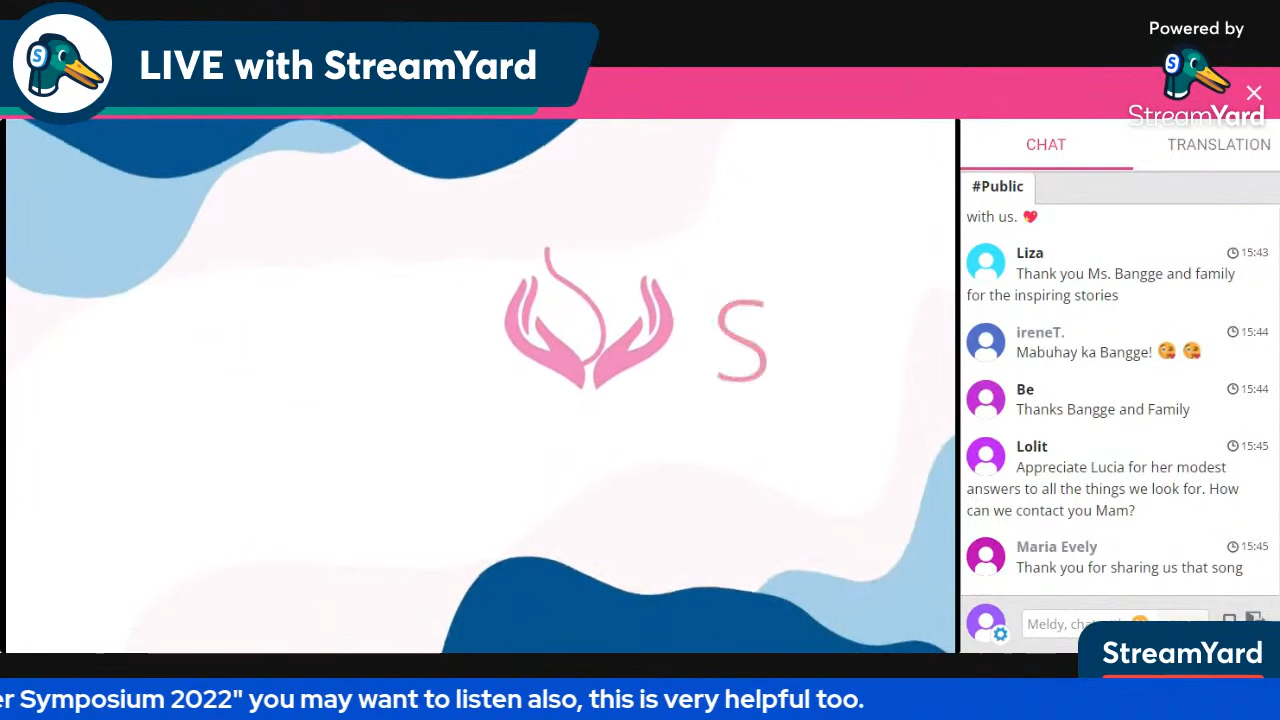 LIVE with StreamYard
Powered by
StreamYard
CHAT
TRANSLATION
#Public
with us. 💖
Liza
15:43
Thank you Ms. Bangge and family
for the inspiring stories
ireneT.
15:44
Mabuhay ka Bangge! 😘 😘
Be
15:44
Thanks Bangge and Family
Lolit
15:45
Appreciate Lucia for her modest
answers to all the things we look for. How
can we contact you Mam?
Maria Evely
15:45
Thank you for sharing us that song
S
Meldy,
StreamYard
Symposium 2022" you may want to listen also, this is very helpful too.